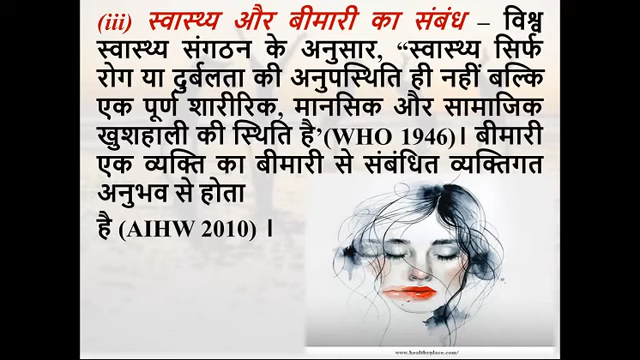 (iii) स्वास्थ्य और बीमारी का संबंध – विश्व
स्वास्थ्य संगठन के अनुसार, “स्वास्थ्य सिर्फ
रोग या दुर्बलता की अनुपस्थिति ही नहीं बल्कि
एक पूर्ण शारीरिक, मानसिक और सामाजिक
खुशहाली की स्थिति है’(WHO 1946)। बीमारी
एक व्यक्ति का बीमारी से संबंधित व्यक्तिगत
अनुभव से होता
है (AIHW 2010) ।
www.healthyplace.com/